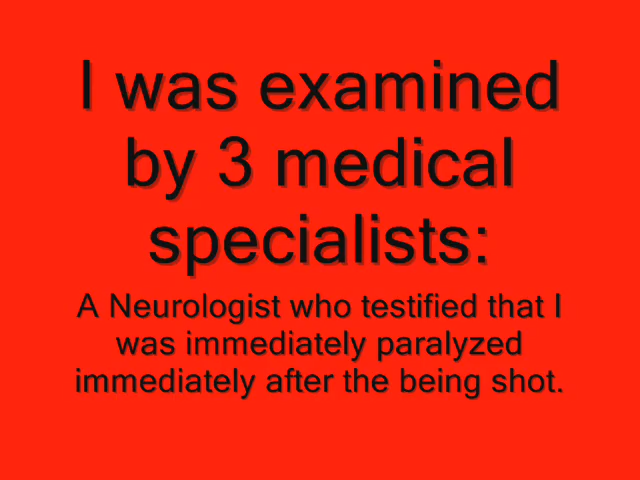 I was examined
by 3 medical
specialists:
A Neurologist who testified that I
was immediately paralyzed
immediately after the being shot.